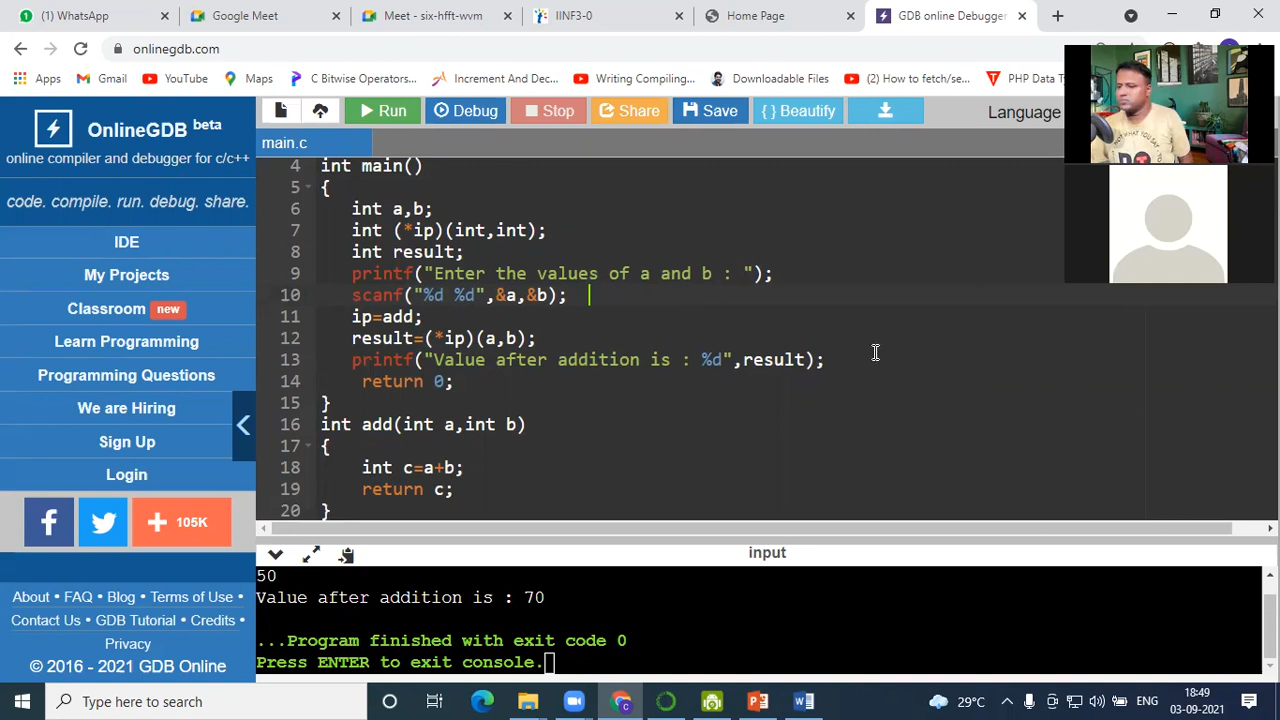 (1) WhatsApp
Google Meet
Meet - six-hfft-wvm
IINF3-0
Home Page
GDB online Debugger
onlinegdb.com
Apps
Gmail
YouTube
Maps
C Bitwise Operators...
Increment And Dec...
Writing Compiling...
Downloadable Files
(2) How to fetch/se...
PHP Data T
OnlineGDB beta
online compiler and debugger for c/c++
code. compile. run. debug. share.
IDE
My Projects
Classroom new
Learn Programming
Programming Questions
We are Hiring
Sign Up
Login
105K
About • FAQ • Blog • Terms of Use •
Contact Us • GDB Tutorial • Credits •
Privacy
© 2016 - 2021 GDB Online
Run
Debug
Stop
Share
Save
{ } Beautify
Language
main.c
4 int main()
5 {
6 int a,b;
7 int (*ip)(int,int);
8 int result;
9 printf("Enter the values of a and b : ");
10 scanf("%d %d",&a,&b);
11 ip=add;
12 result=(*ip)(a,b);
13 printf("Value after addition is : %d",result);
14 return 0;
15 }
16 int add(int a,int b)
17 {
18 int c=a+b;
19 return c;
20 }
input
50
Value after addition is : 70
...Program finished with exit code 0
Press ENTER to exit console.
Type here to search
29°C
ENG
18:49
03-09-2021